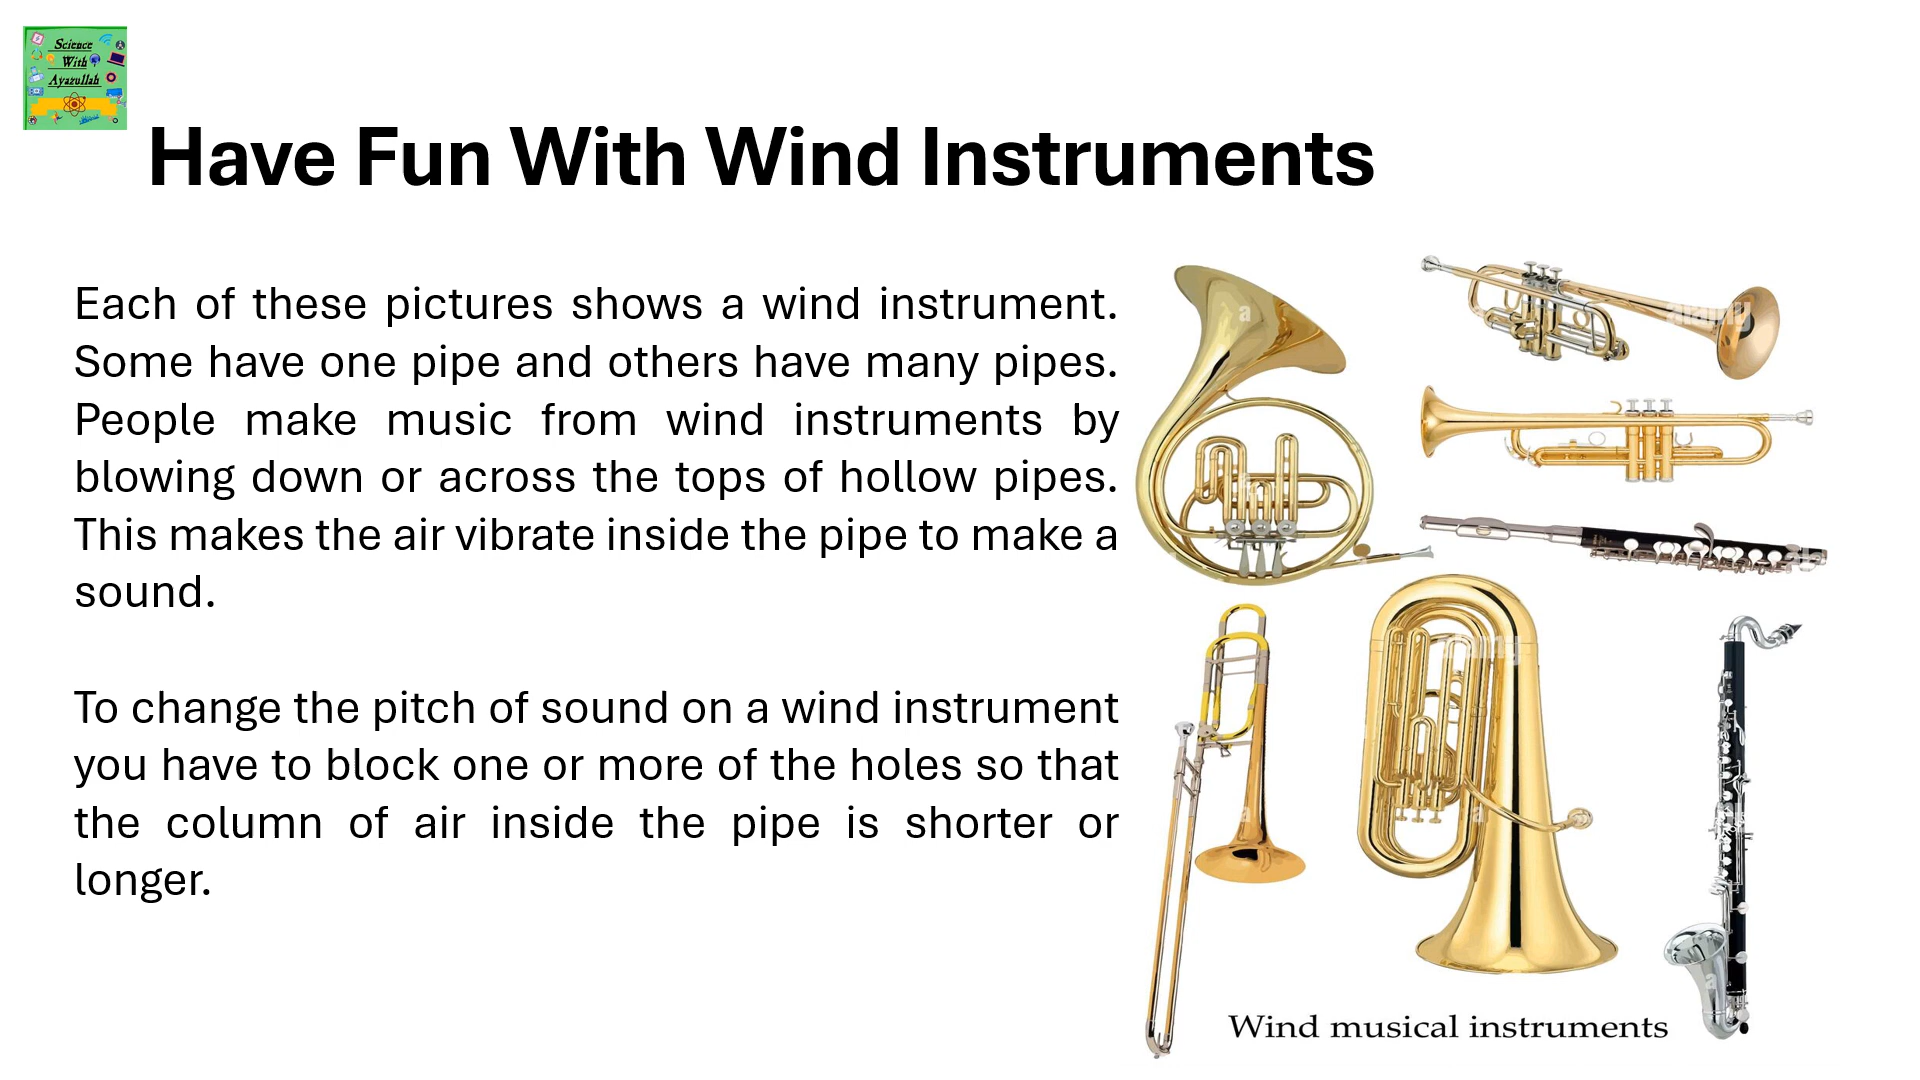 Science
With
Ayazullah
Have Fun With Wind Instruments
Each of these pictures shows a wind instrument.
Some have one pipe and others have many pipes.
People make music from wind instruments by
blowing down or across the tops of hollow pipes.
This makes the air vibrate inside the pipe to make a
sound.
To change the pitch of sound on a wind instrument
you have to block one or more of the holes so that
the column of air inside the pipe is shorter or
longer.
a
alamy
a
alamy
a
a
a
Wind musical instruments